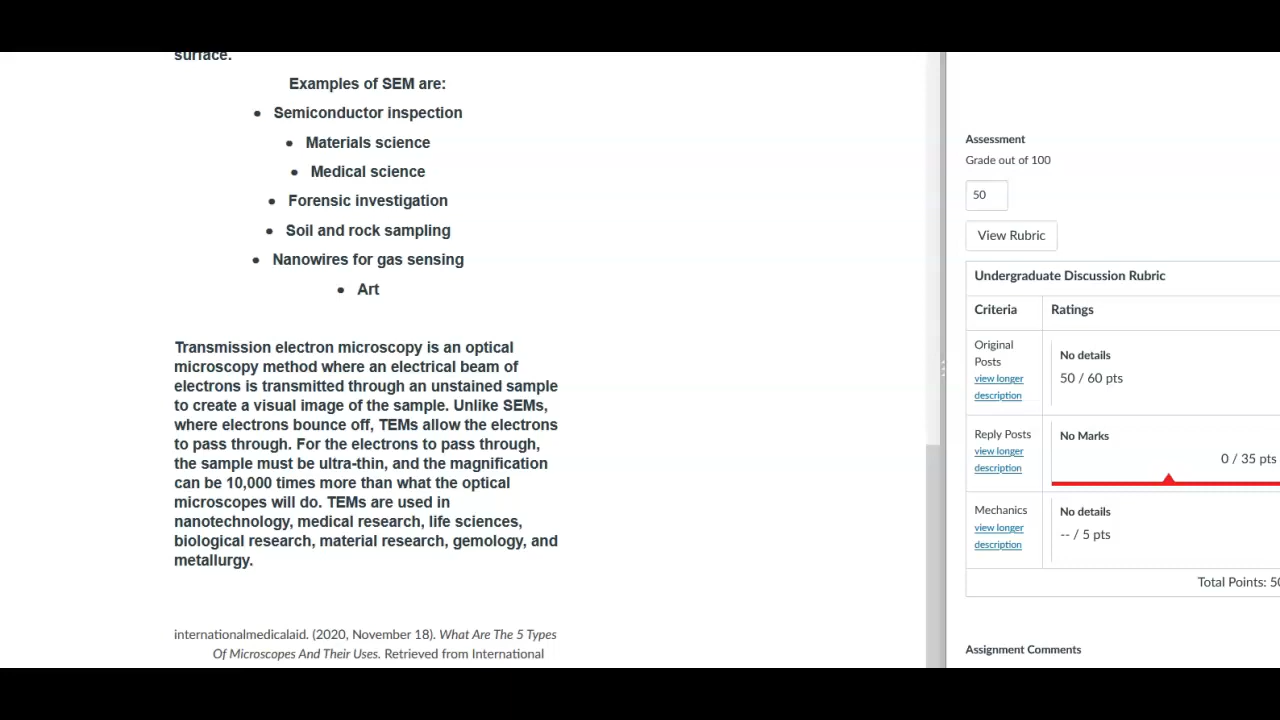 surface.
Examples of SEM are:
• Semiconductor inspection
• Materials science
• Medical science
• Forensic investigation
• Soil and rock sampling
• Nanowires for gas sensing
• Art
Transmission electron microscopy is an optical
microscopy method where an electrical beam of
electrons is transmitted through an unstained sample
to create a visual image of the sample. Unlike SEMs,
where electrons bounce off, TEMs allow the electrons
to pass through. For the electrons to pass through,
the sample must be ultra-thin, and the magnification
can be 10,000 times more than what the optical
microscopes will do. TEMs are used in
nanotechnology, medical research, life sciences,
biological research, material research, gemology, and
metallurgy.
internationalmedicalaid. (2020, November 18). What Are The 5 Types
Of Microscopes And Their Uses. Retrieved from International
Assessment
Grade out of 100
50
View Rubric
Undergraduate Discussion Rubric
Criteria
Ratings
Original
Posts
view longer
description
No details
50 / 60 pts
Reply Posts
view longer
description
No Marks
0 / 35 pts
Mechanics
view longer
description
No details
-- / 5 pts
Total Points: 50
Assignment Comments